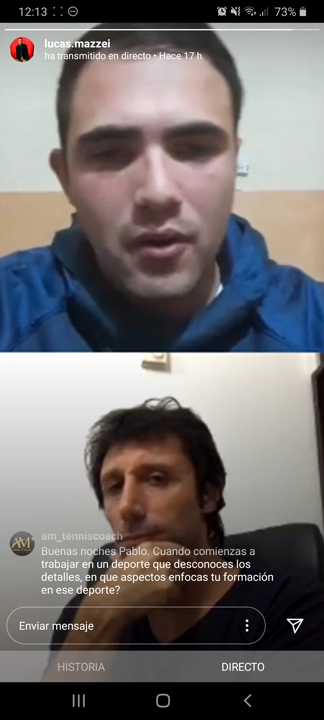 12:13
73%
lucas.mazzei
ha transmitido en directo • Hace 17 h
AM
am_tenniscoach
Buenas noches Pablo. Cuando comienzas a
trabajar en un deporte que desconoces los
detalles, en que aspectos enfocas tu formación
en ese deporte?
Enviar mensaje
HISTORIA
DIRECTO